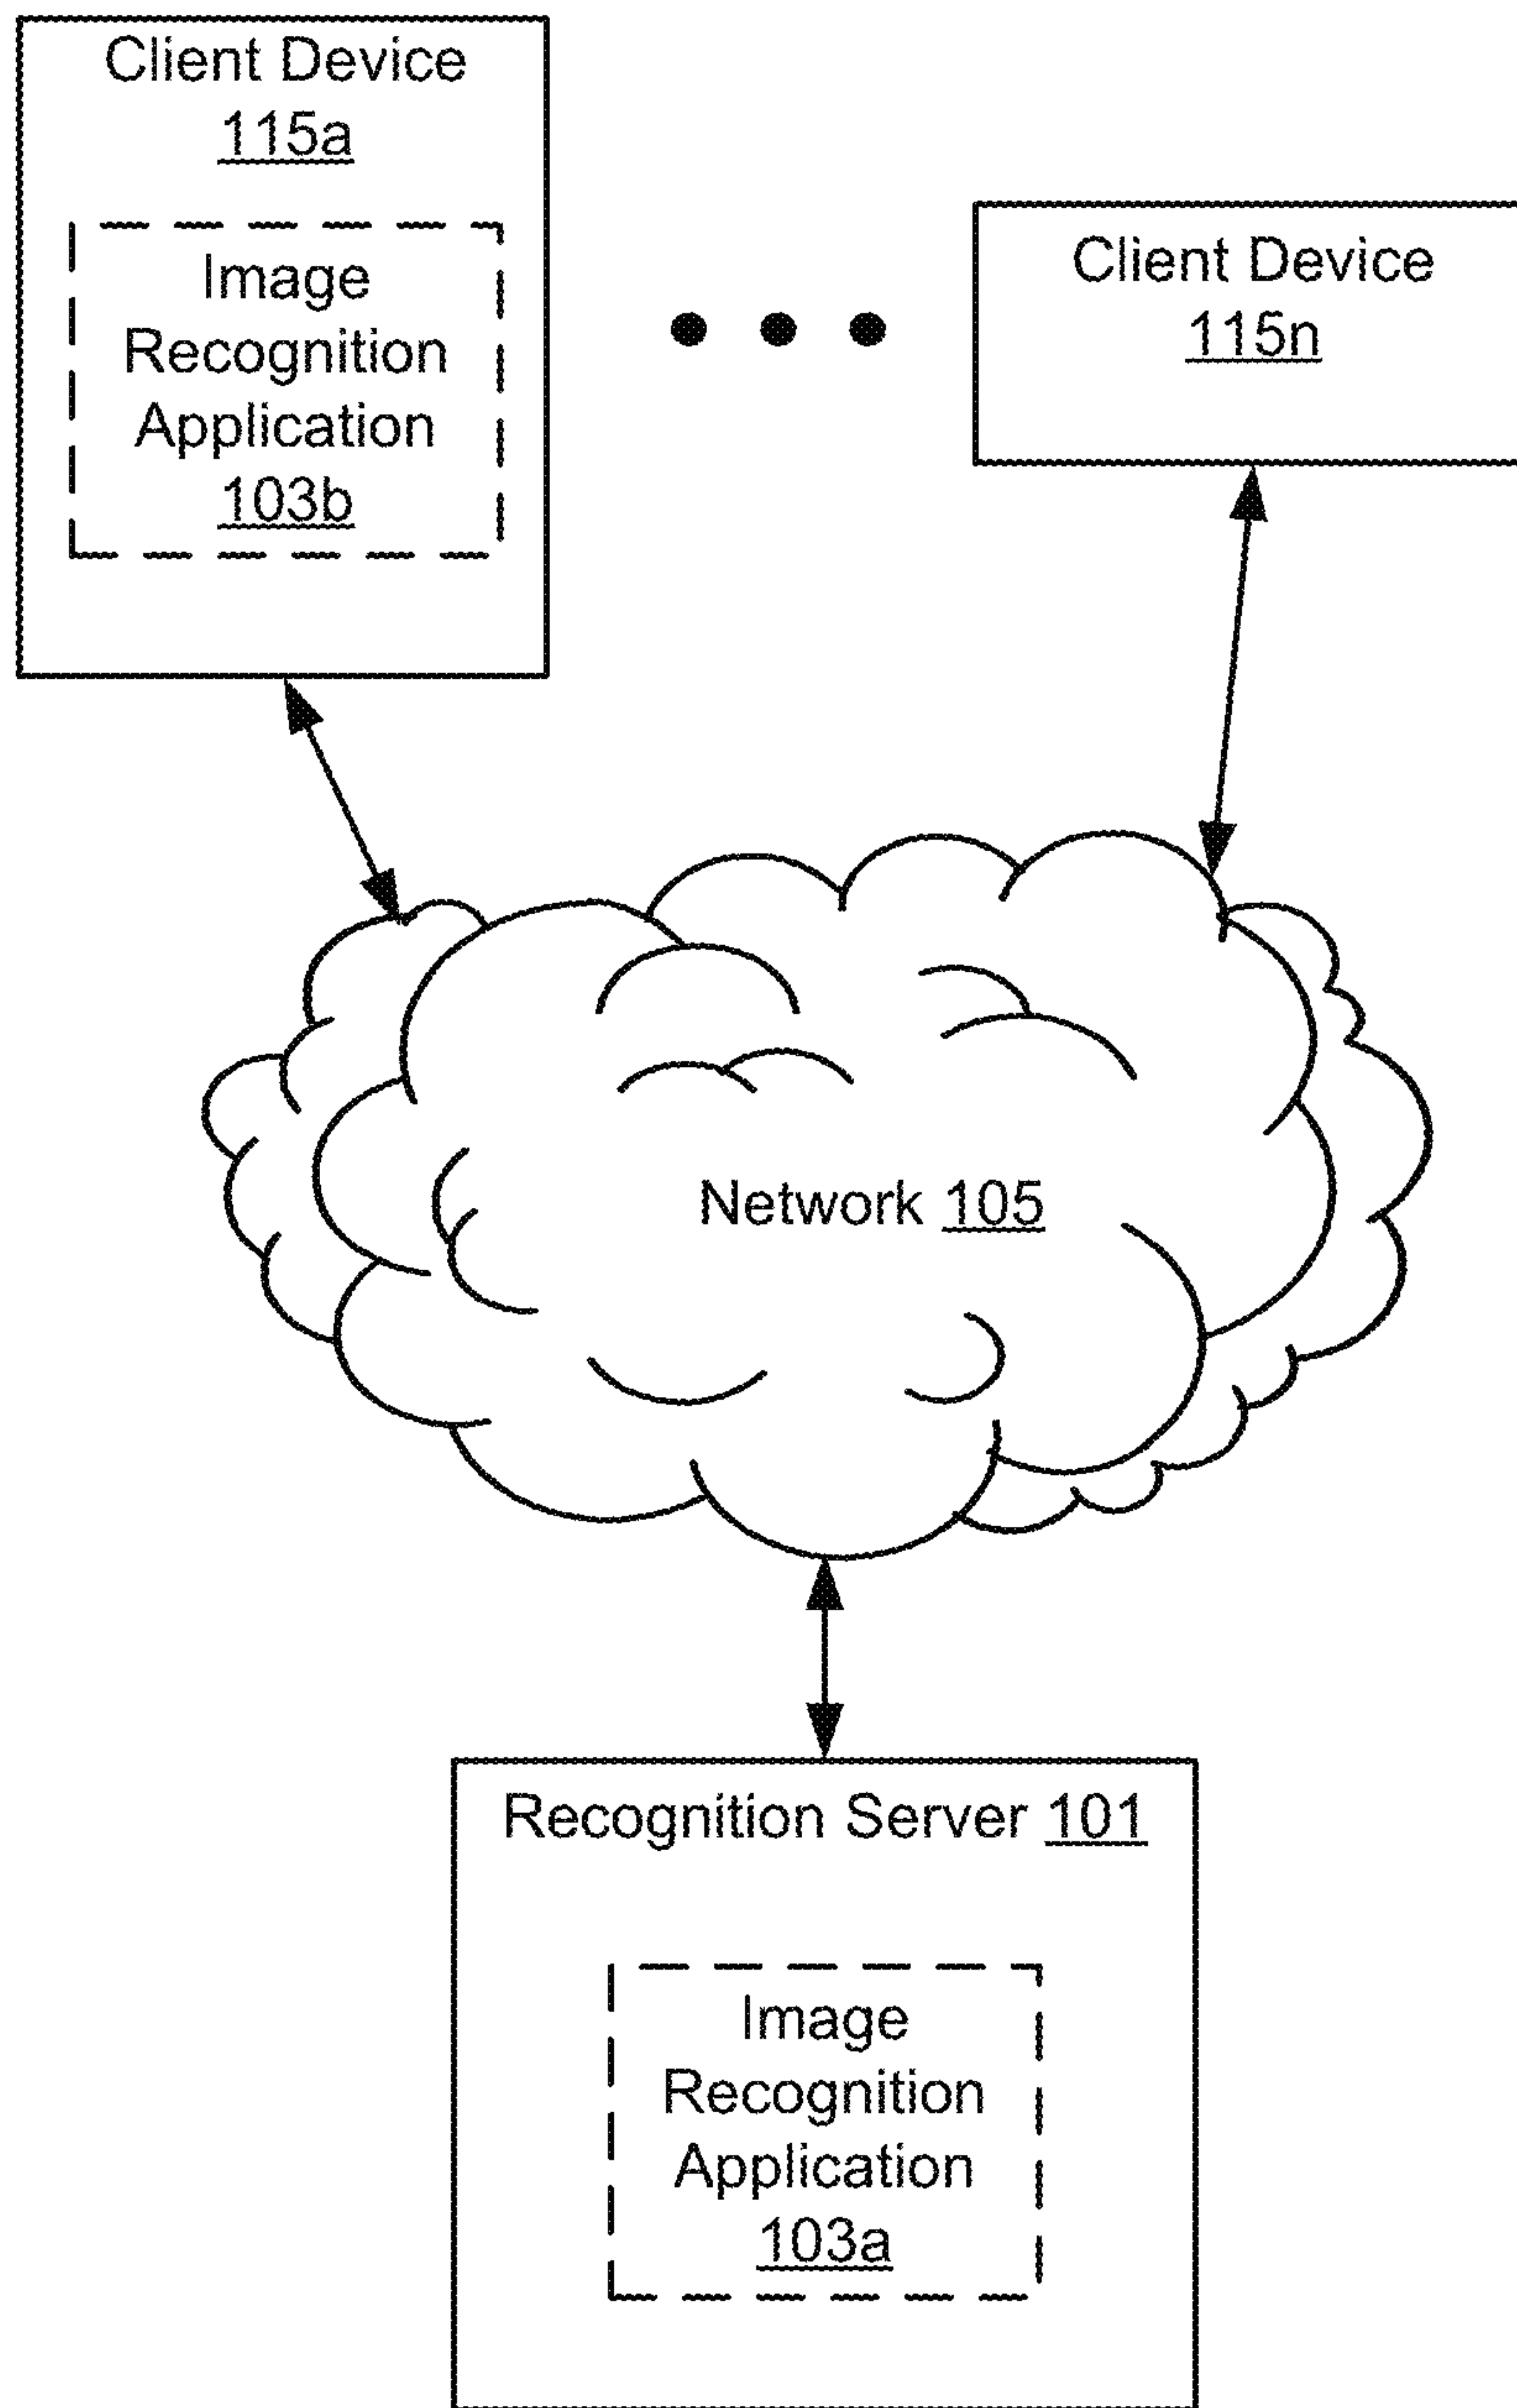 Client Device
115a
Image
Recognition
Application
103b
Client Device
115n
Network 105
Recognition Server 101
Image
Recognition
Application
103a